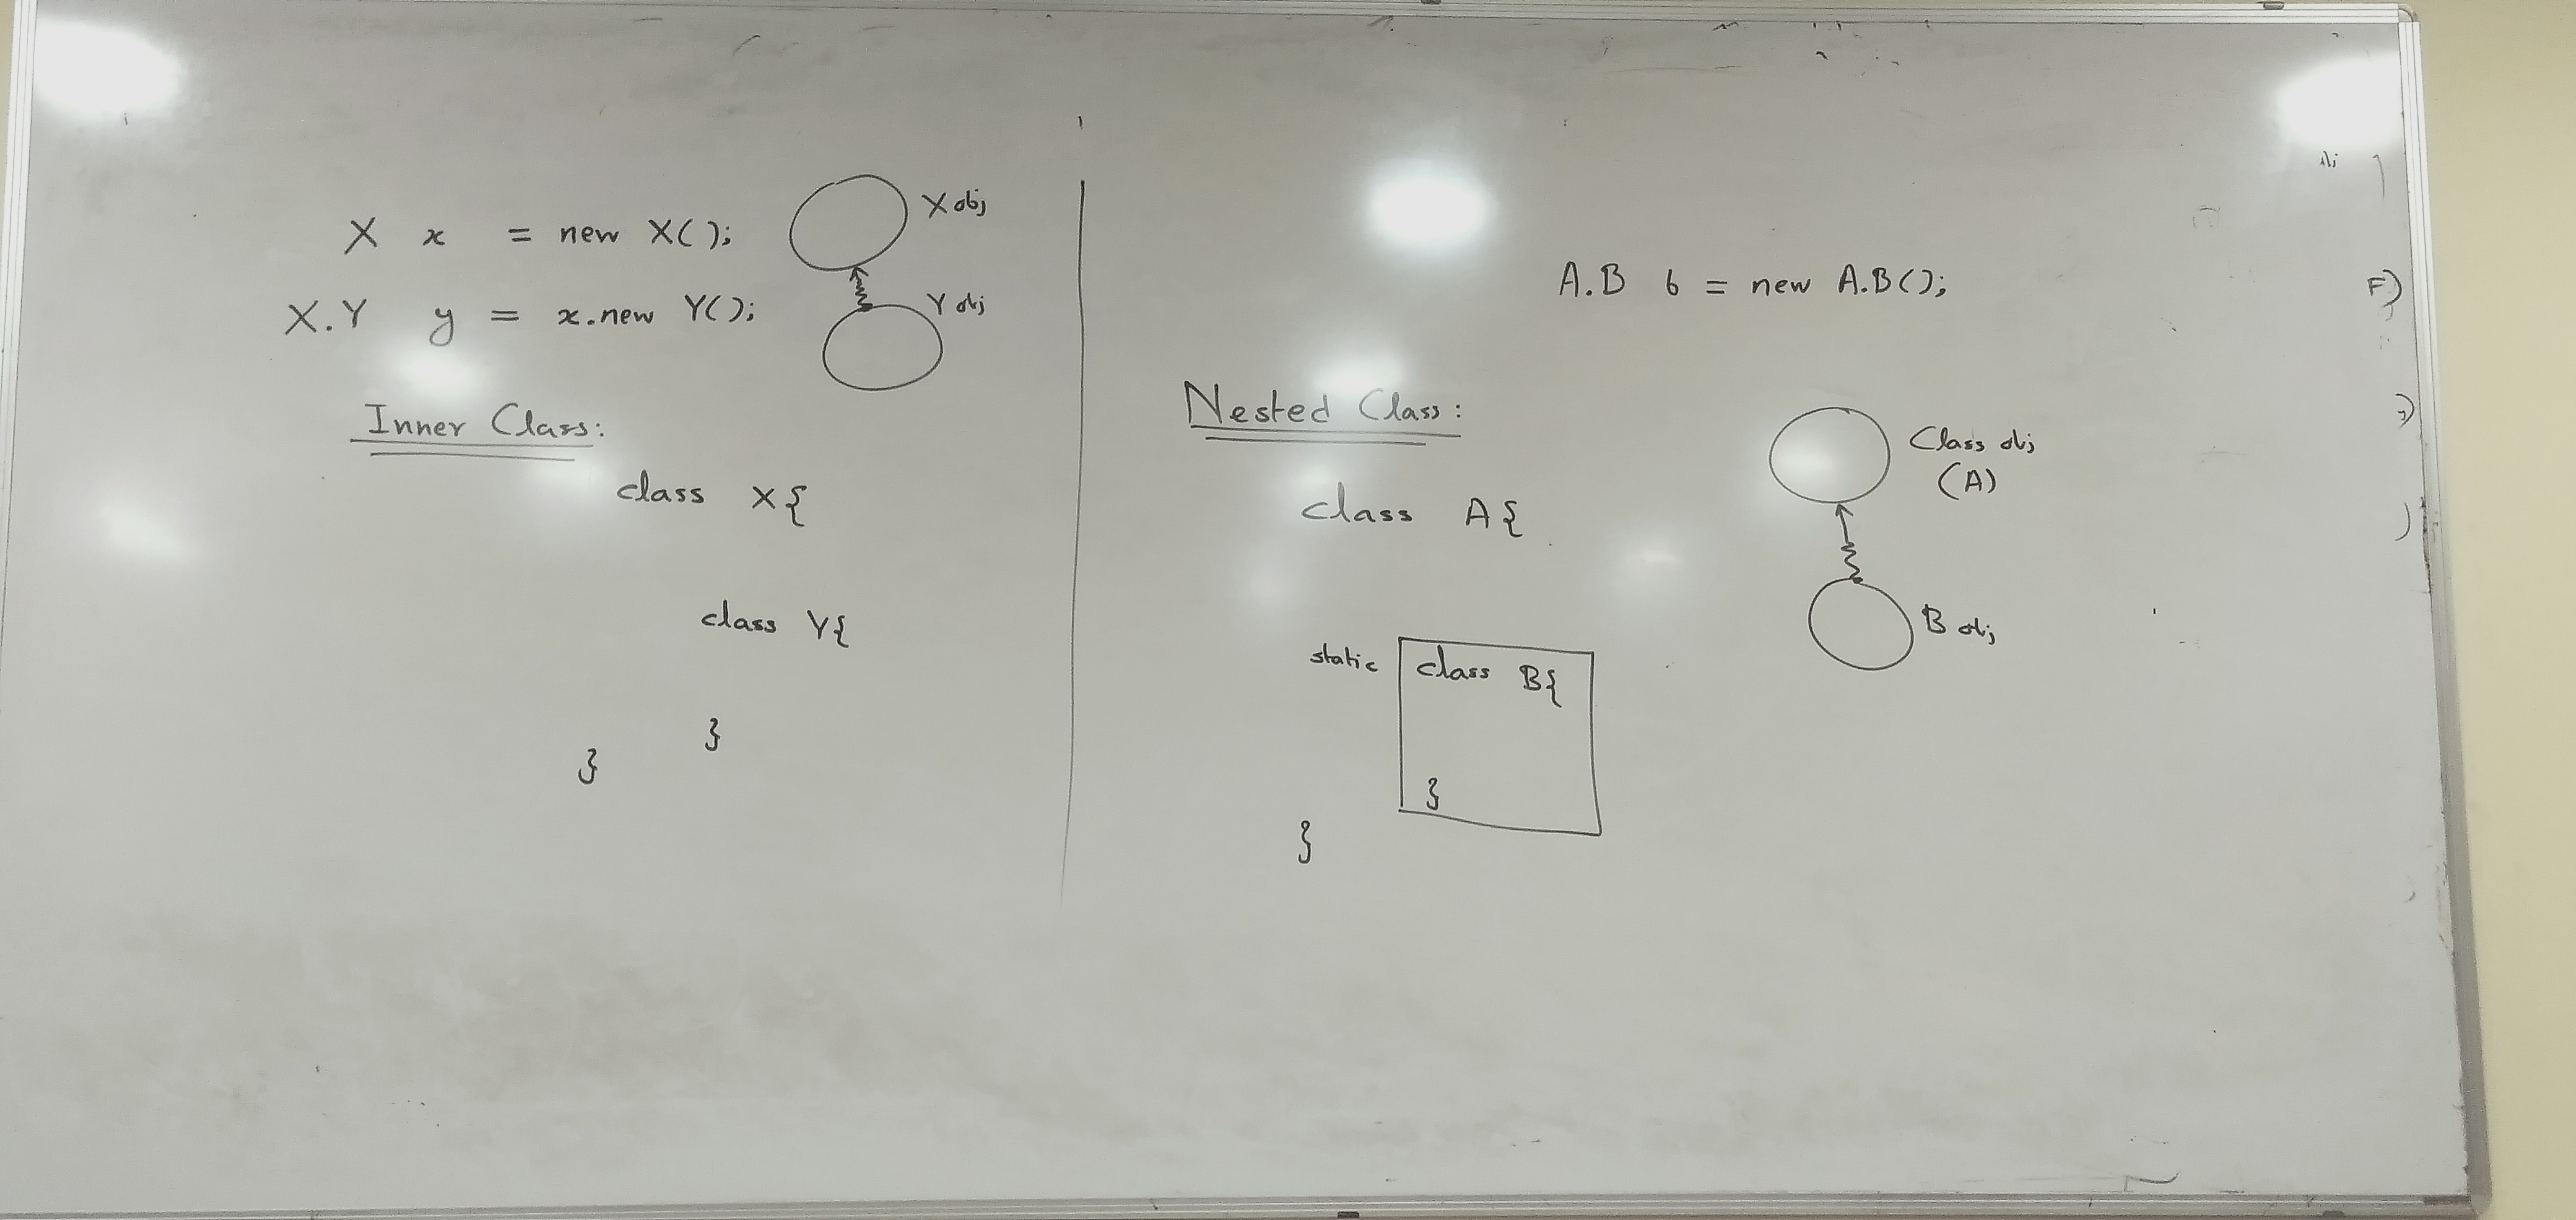 X x = new X();
X obj
X.Y y = x.new Y();
Y obj
Inner Class:
class X{
class Y{
}
}
A.B b = new A.B();
Nested Class:
Class obj
(A)
class A{
B obj
static class B{
}
}
F)
)